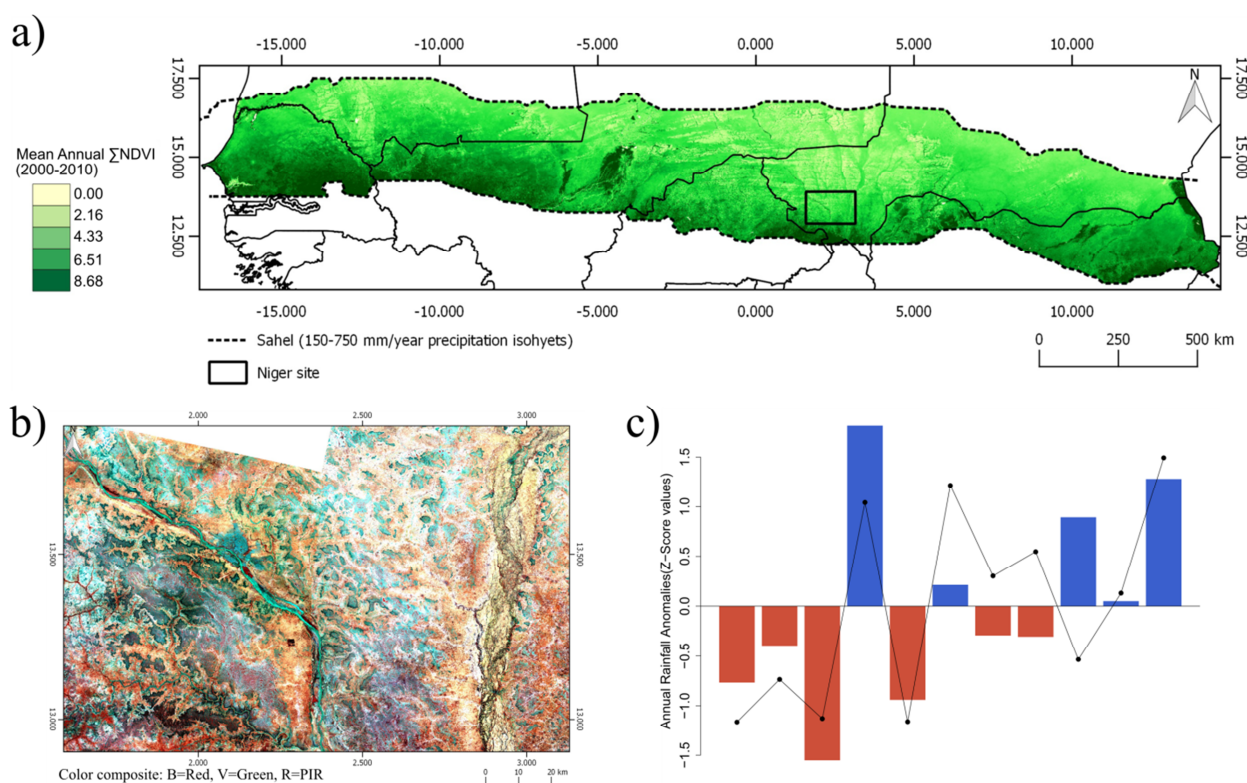 a)
-15.000 -10.000 -5.000 0.000 5.000 10.000
17.500 15.000 12.500
17.500 15.000 12.500
N
Mean Annual ∑NDVI
(2000-2010)
0.00
2.16
4.33
6.51
8.68
-15.000 -10.000 -5.000 0.000 5.000 10.000
Sahel (150-750 mm/year precipitation isohyets)
Niger site
0 250 500 km
b)
2.000 2.500 3.000
13.500 13.000
13.500 13.000
2.000 2.500 3.000
Color composite: B=Red, V=Green, R=PIR
0 10 20 km
c)
Annual Rainfall Anomalies(Z−Score values)
1.5
1.0
0.5
0.0
−0.5
−1.0
−1.5